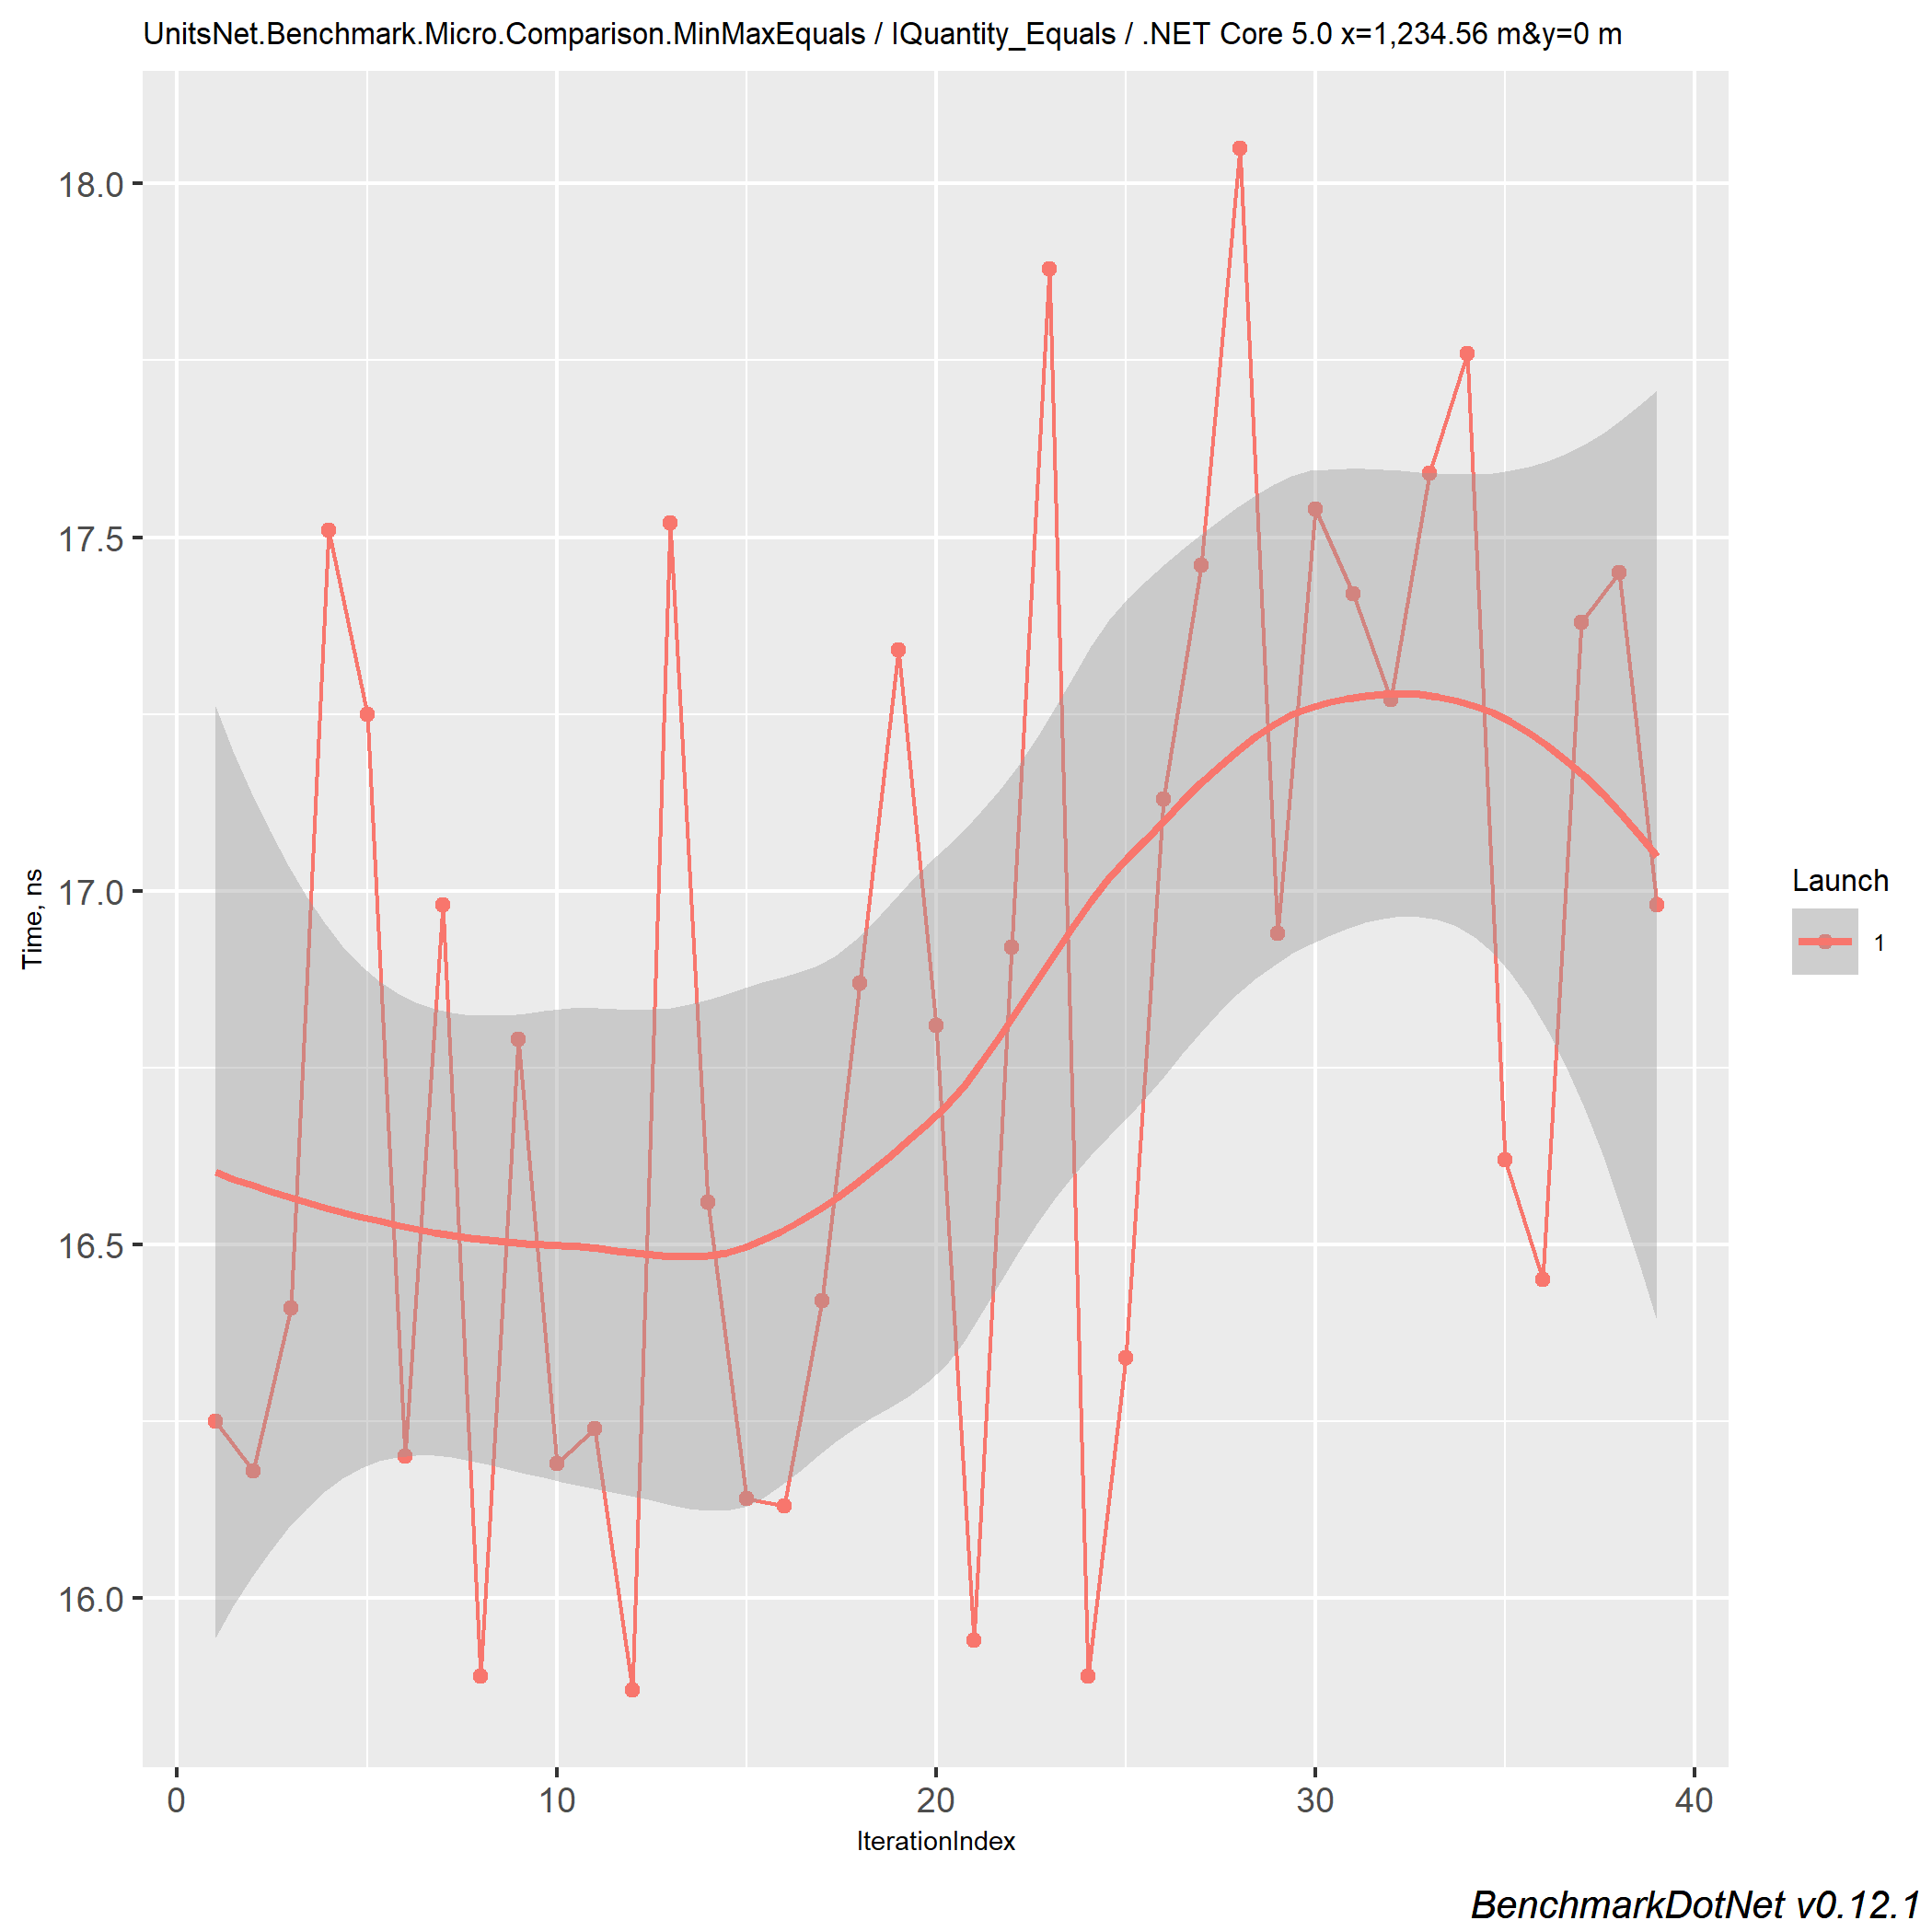 UnitsNet.Benchmark.Micro.Comparison.MinMaxEquals / IQuantity_Equals / .NET Core 5.0 x=1,234.56 m&y=0 m
18.0
17.5
17.0
16.5
16.0
Time, ns
0 10 20 30 40
IterationIndex
Launch
1
BenchmarkDotNet v0.12.1